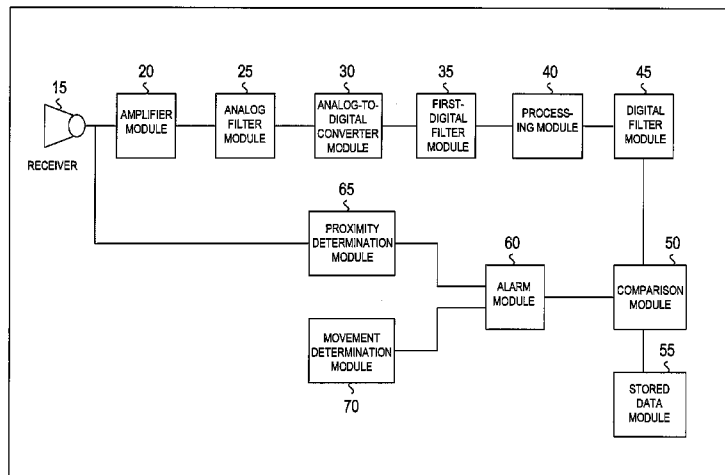 15
RECEIVER
20
AMPLIFIER
MODULE
25
ANALOG
FILTER
MODULE
30
ANALOG-TO-
DIGITAL
CONVERTER
MODULE
35
FIRST-
DIGITAL
FILTER MODULE
40
PROCESS-
ING MODULE
45
DIGITAL
FILTER
MODULE
65
PROXIMITY
DETERMINATION
MODULE
60
ALARM
MODULE
50
COMPARISON
MODULE
MOVEMENT
DETERMINATION
MODULE
70
55
STORED
DATA
MODULE